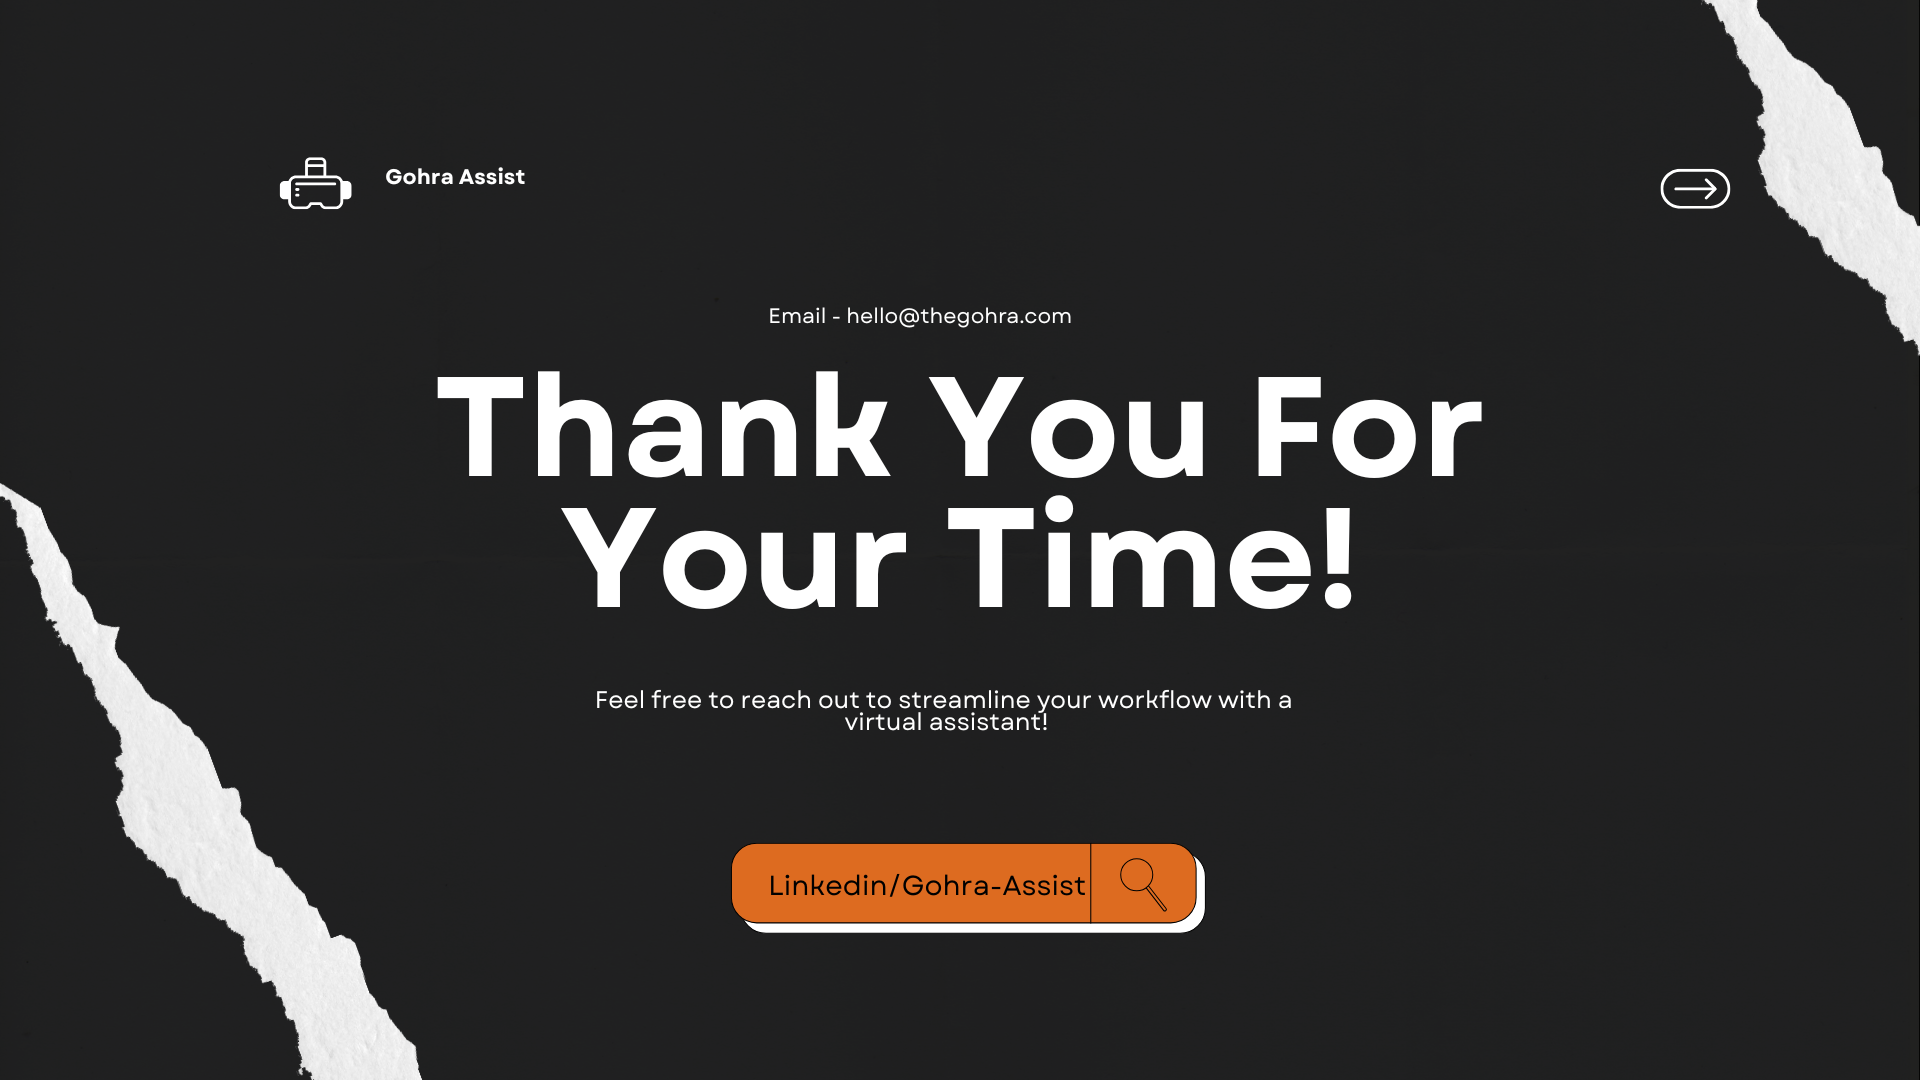 Gohra Assist
Email - hello@thegohra.com
Thank You For
Your Time!
Feel free to reach out to streamline your workflow with a
virtual assistant!
Linkedin/Gohra-Assist